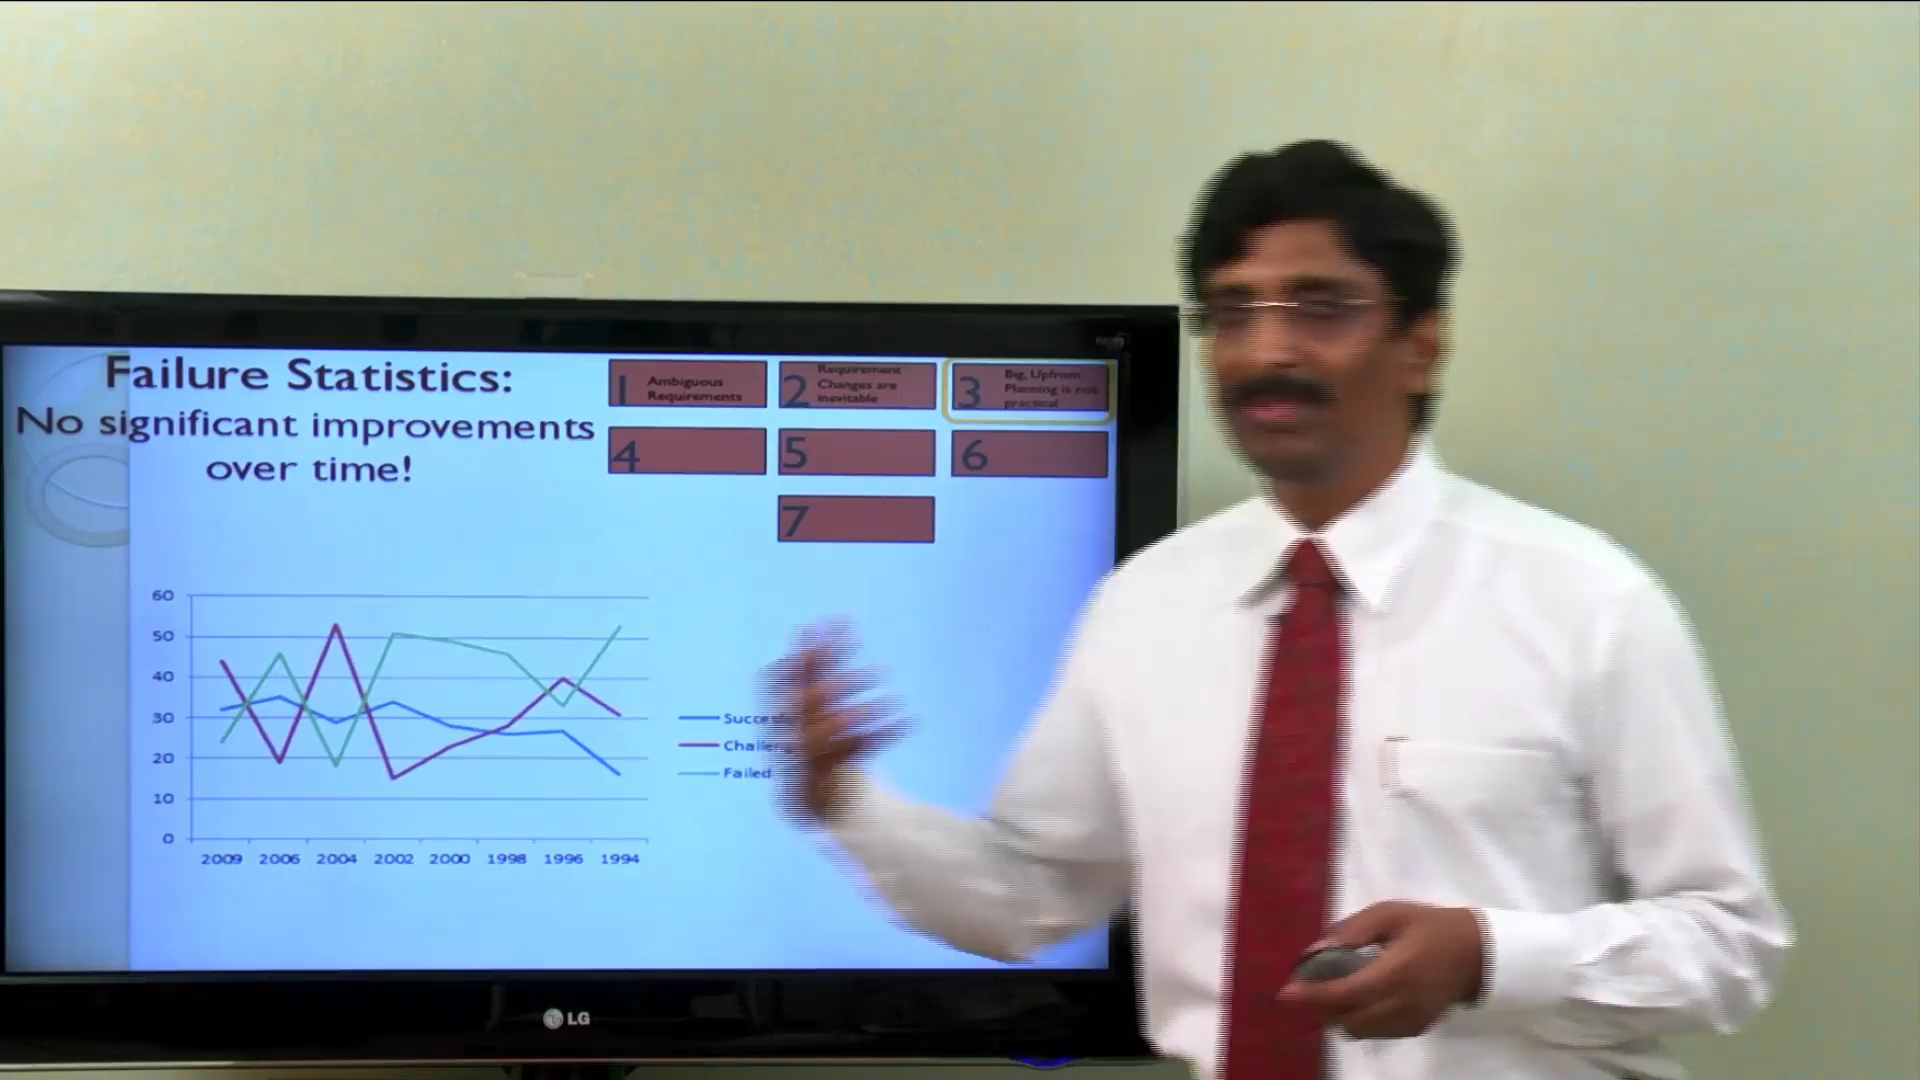 Failure Statistics:
No significant improvements
over time!
1 Ambiguous
Requirements
2 Requirement
Changes are
inevitable
3 Big, Upfront
Planning is not
practical
4
5
6
7
60
50
40
30
20
10
0
2009 2006 2004 2002 2000 1998 1996 1994
Failed
LG